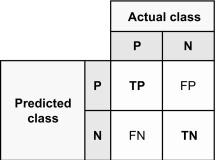 Actual class
P N
Predicted class
P TP FP
N FN TN